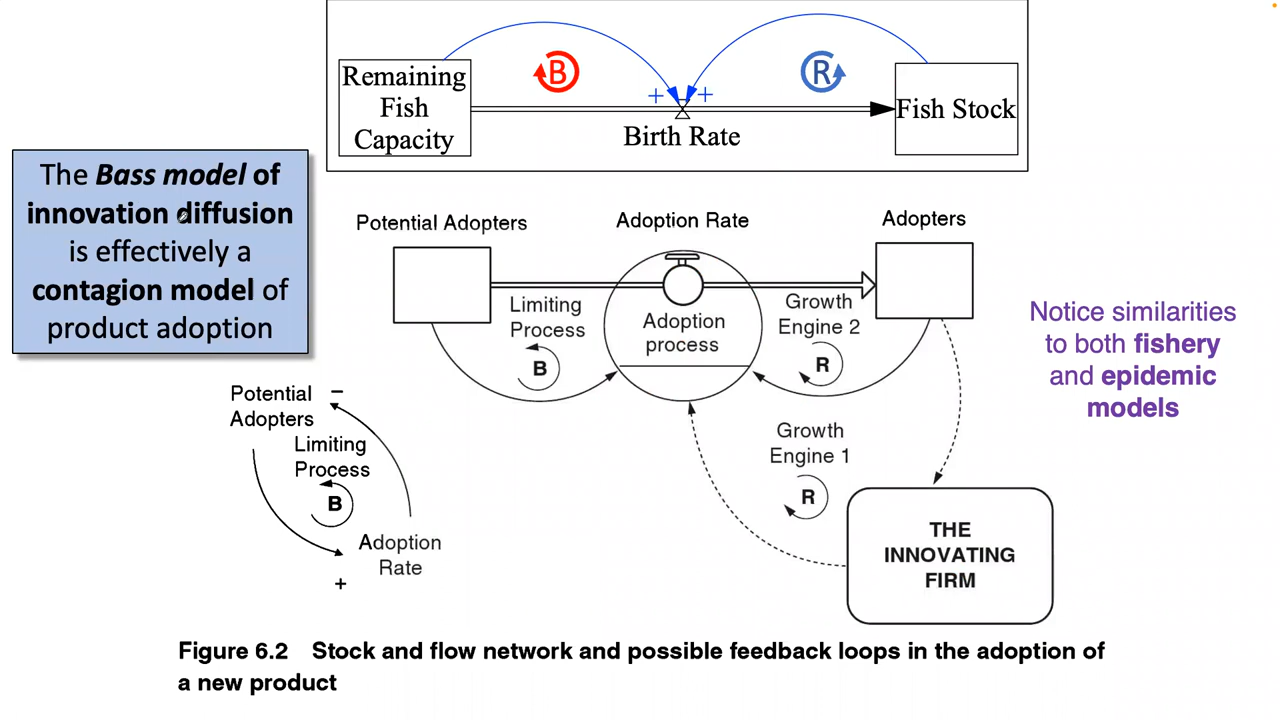 Remaining
Fish
Capacity
B
R
+ +
Birth Rate
Fish Stock
The Bass model of
innovation diffusion
is effectively a
contagion model of
product adoption
Potential Adopters
Adoption Rate
Adopters
Limiting
Process
B
Adoption
process
Growth
Engine 2
R
Notice similarities
to both fishery
and epidemic
models
Potential
Adopters
−
Limiting
Process
B
Adoption
Rate
+
Growth
Engine 1
R
THE
INNOVATING
FIRM
Figure 6.2 Stock and flow network and possible feedback loops in the adoption of
a new product